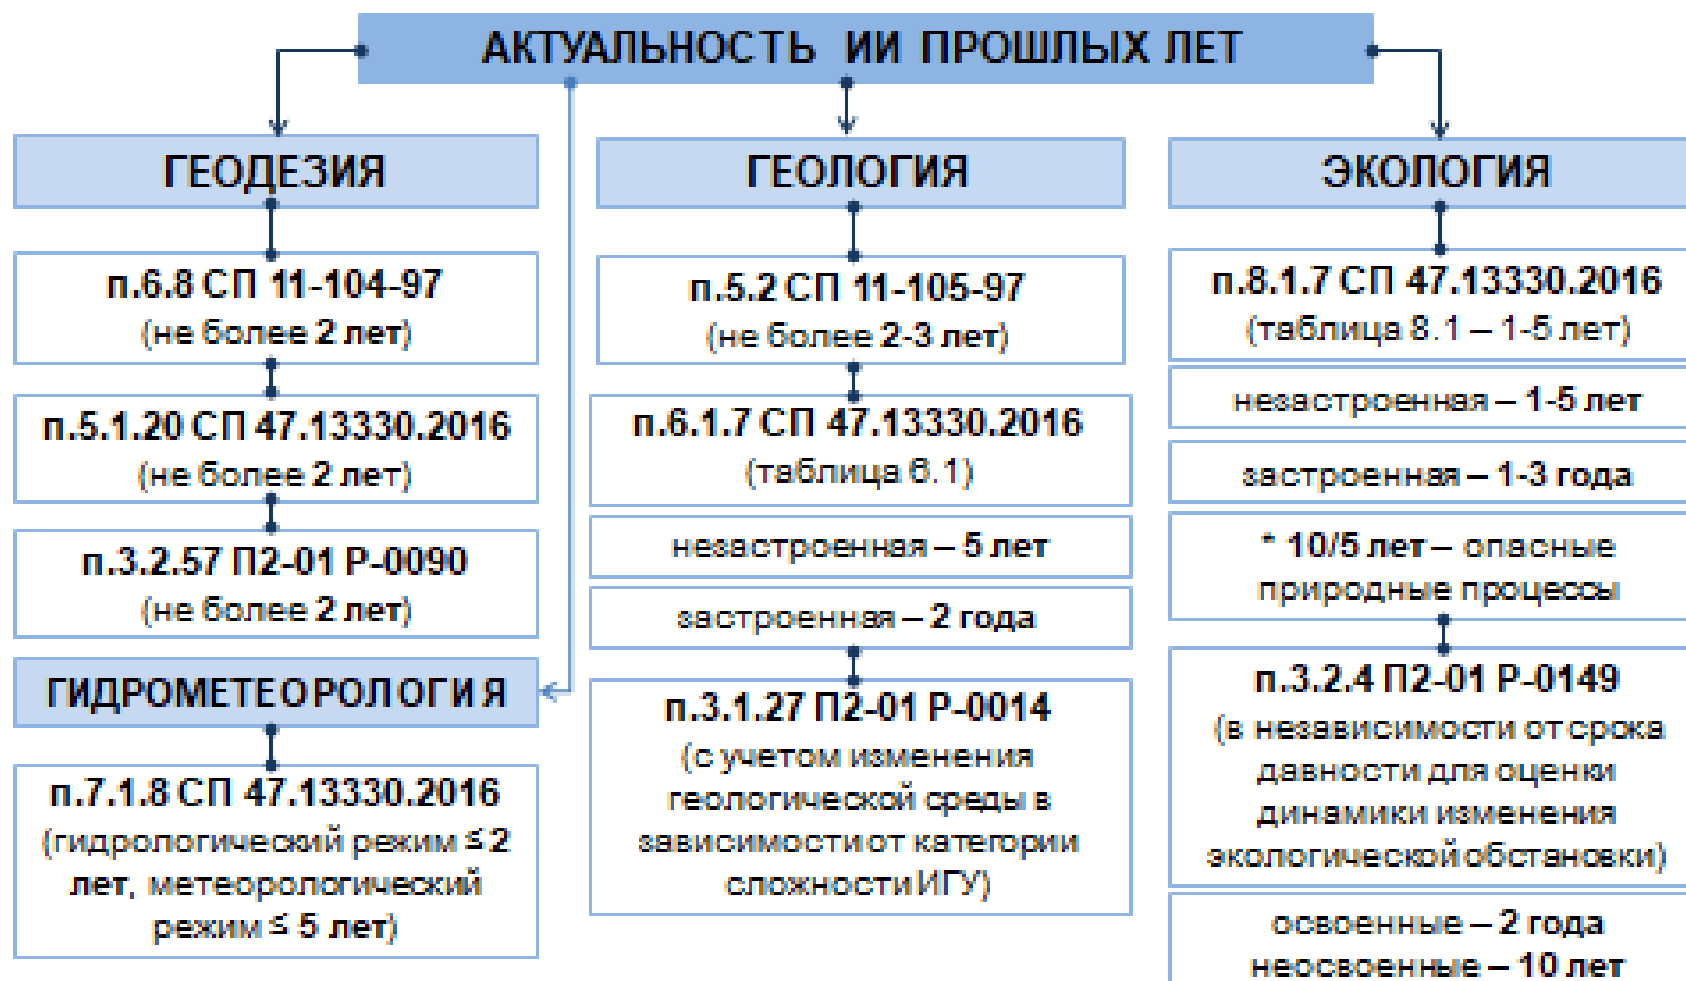 АКТУАЛЬНОСТЬ ИИ ПРОШЛЫХ ЛЕТ
ГЕОДЕЗИЯ
п.6.8 СП 11-104-97
(не более 2 лет)
п.5.1.20 СП 47.13330.2016
(не более 2 лет)
п.3.2.57 П2-01 Р-0090
(не более 2 лет)
ГИДРОМЕТЕОРОЛОГИЯ
п.7.1.8 СП 47.13330.2016
(гидрологический режим ≤ 2
лет, метеорологический
режим ≤ 5 лет)
ГЕОЛОГИЯ
п.5.2 СП 11-105-97
(не более 2-3 лет)
п.6.1.7 СП 47.13330.2016
(таблица 6.1)
незастроенная – 5 лет
застроенная – 2 года
п.3.1.27 П2-01 Р-0014
(с учетом изменения
геологической среды в
зависимости от категории
сложности ИГУ)
ЭКОЛОГИЯ
п.8.1.7 СП 47.13330.2016
(таблица 8.1 – 1-5 лет)
незастроенная – 1-5 лет
застроенная – 1-3 года
* 10/5 лет – опасные
природные процессы
п.3.2.4 П2-01 Р-0149
(в независимости от срока
давности для оценки
динамики изменения
экологической обстановки)
освоенные – 2 года
неосвоенные – 10 лет